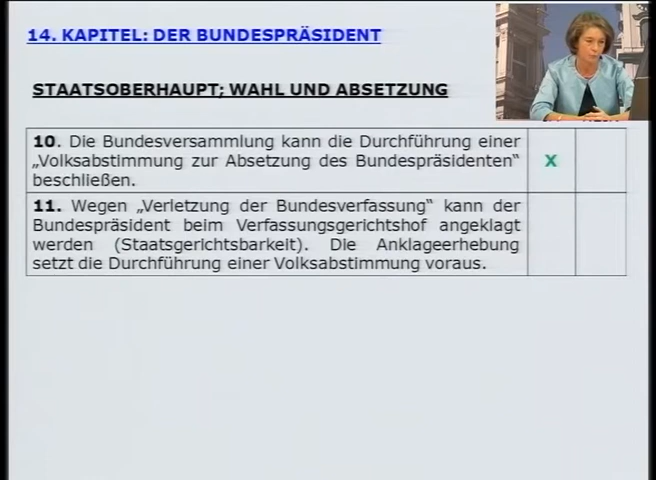 14. KAPITEL: DER BUNDESPRÄSIDENT
STAATSOBERHAUPT; WAHL UND ABSETZUNG
10. Die Bundesversammlung kann die Durchführung einer
„Volksabstimmung zur Absetzung des Bundespräsidenten“
beschließen.
X
11. Wegen „Verletzung der Bundesverfassung“ kann der
Bundespräsident beim Verfassungsgerichtshof angeklagt
werden (Staatsgerichtsbarkeit). Die Anklageerhebung
setzt die Durchführung einer Volksabstimmung voraus.